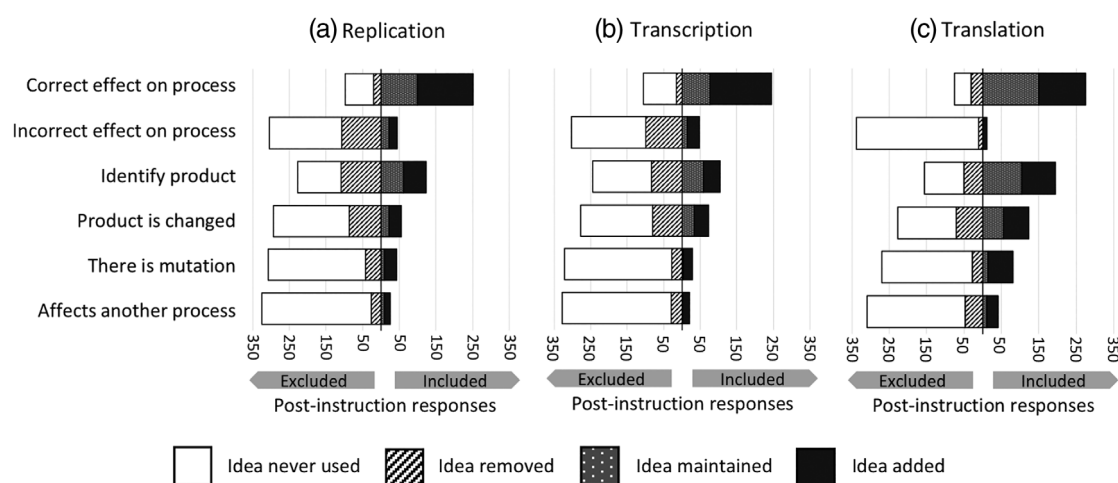 (a) Replication
(b) Transcription
(c) Translation
Correct effect on process
Incorrect effect on process
Identify product
Product is changed
There is mutation
Affects another process
350 250 150 50 50 150 250 350
350 250 150 50 50 150 250 350
350 250 150 50 50 150 250 350
Excluded Included
Excluded Included
Excluded Included
Post-instruction responses
Post-instruction responses
Post-instruction responses
Idea never used
Idea removed
Idea maintained
Idea added